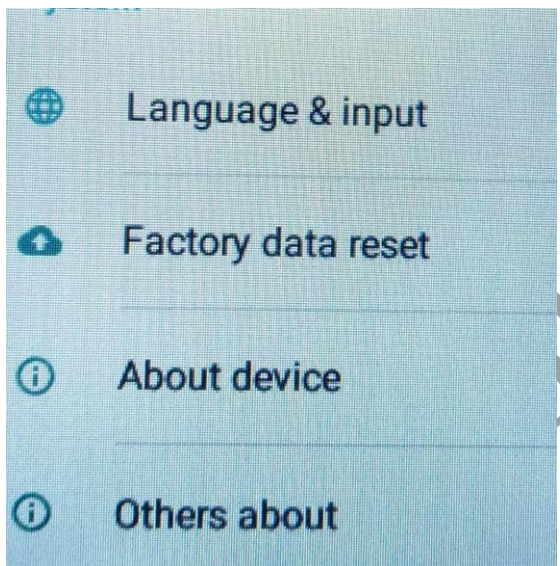 Language & input
Factory data reset
About device
Others about